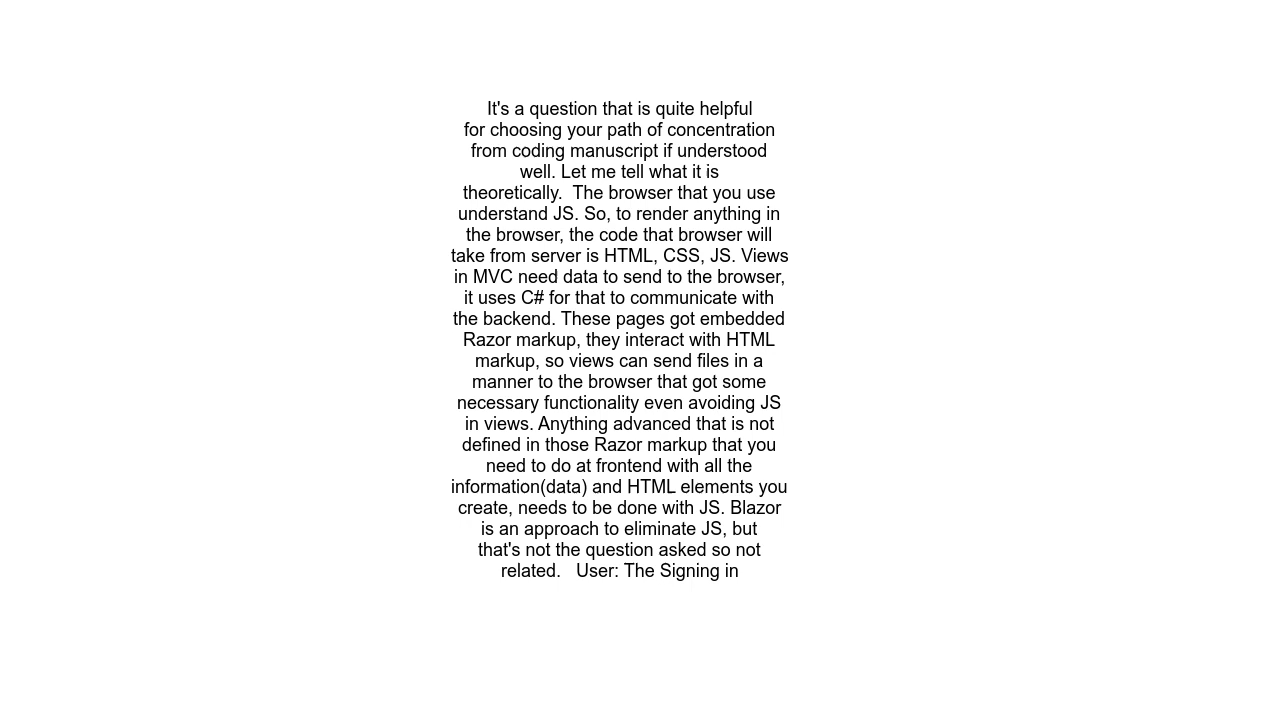 It's a question that is quite helpful
for choosing your path of concentration
from coding manuscript if understood
well. Let me tell what it is
theoretically.  The browser that you use
understand JS. So, to render anything in
the browser, the code that browser will
take from server is HTML, CSS, JS. Views
in MVC need data to send to the browser,
it uses C# for that to communicate with
the backend. These pages got embedded
Razor markup, they interact with HTML
markup, so views can send files in a
manner to the browser that got some
necessary functionality even avoiding JS
in views. Anything advanced that is not
defined in those Razor markup that you
need to do at frontend with all the
information(data) and HTML elements you
create, needs to be done with JS. Blazor
is an approach to eliminate JS, but
that's not the question asked so not
related.   User: The Signing in